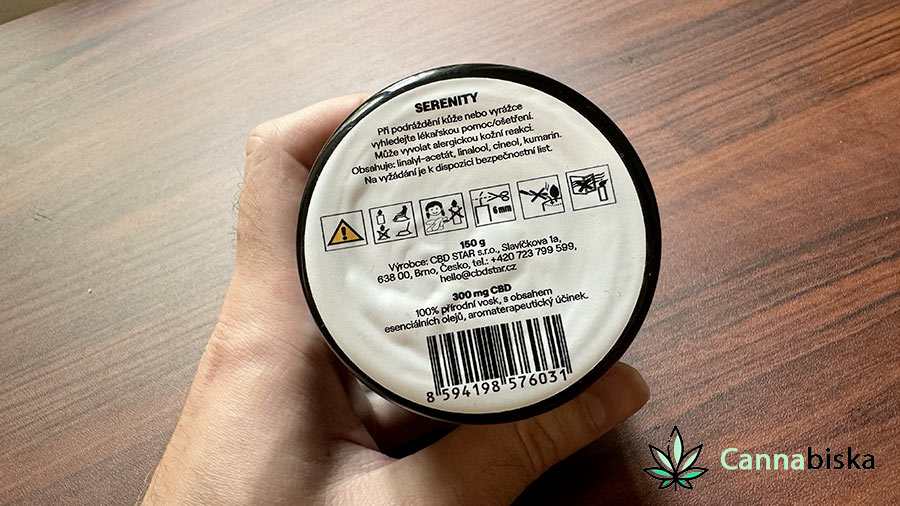 SERENITY
Při podráždění kůže nebo vyrážce
vyhledejte lékařskou pomoc/ošetření.
Může vyvolat alergickou kožní reakci.
Obsahuje: linalyl-acetát, linalool, cineol, kumarin.
Na vyžádání je k dispozici bezpečnostní list.
6 mm
150 g
Výrobce: CBD STAR s.r.o., Slavíčkova 1a,
638 00, Brno, Česko, tel.: +420 723 799 599,
hello@cbdstar.cz
300 mg CBD
100% přírodní vosk, s obsahem
esenciálních olejů, aromaterapeutický účinek.
8 594198 576031
Cannabiska